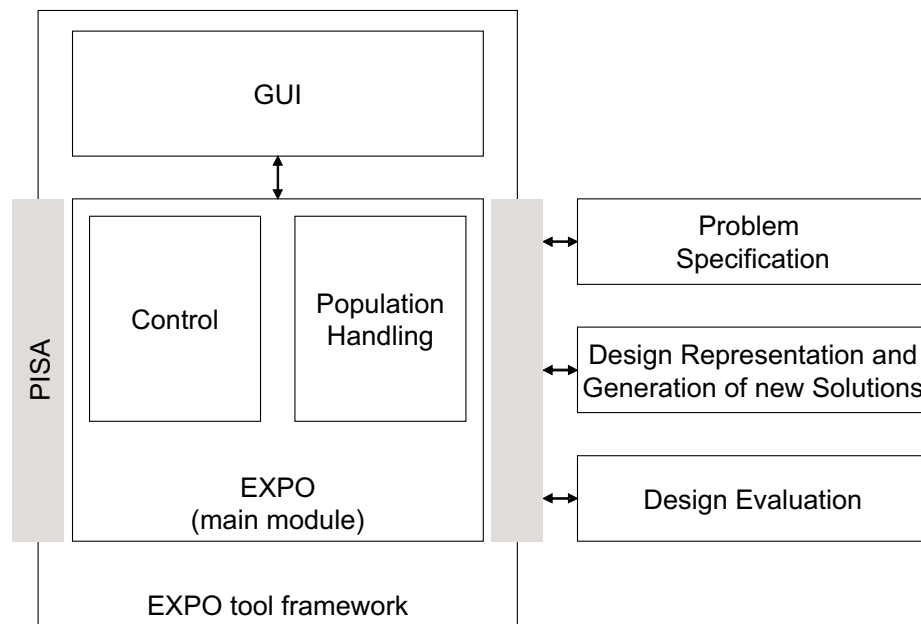 GUI
PISA
Control
Population
Handling
EXPO
(main module)
EXPO tool framework
Problem
Specification
Design Representation and
Generation of new Solutions
Design Evaluation